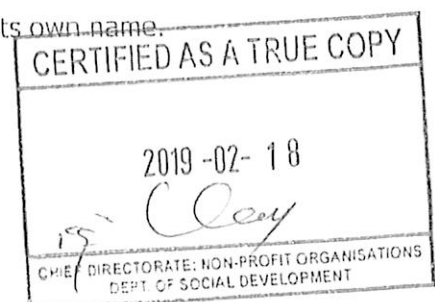 ts own name.
CERTIFIED AS A TRUE COPY
2019 -02- 18
CHIEF DIRECTORATE: NON-PROFIT ORGANISATIONS
DEPT. OF SOCIAL DEVELOPMENT